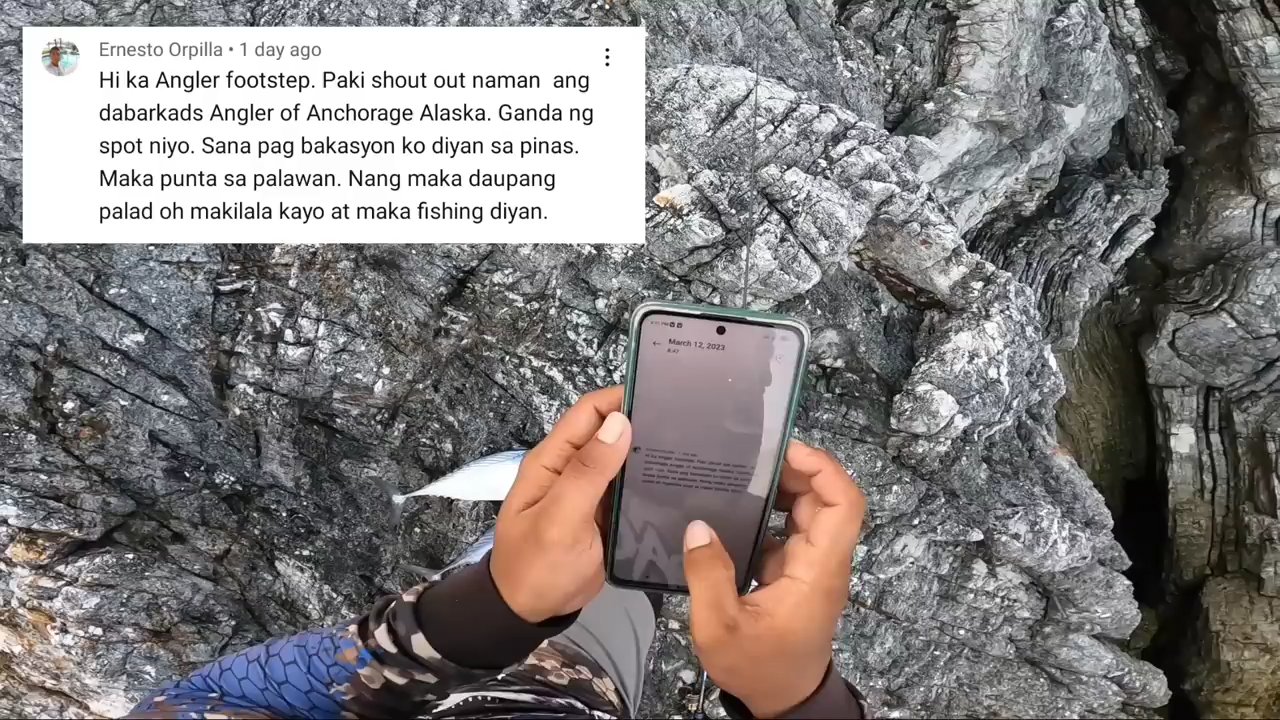 Ernesto Orpilla • 1 day ago
Hi ka Angler footstep. Paki shout out naman ang
dabarkads Angler of Anchorage Alaska. Ganda ng
spot niyo. Sana pag bakasyon ko diyan sa pinas.
Maka punta sa palawan. Nang maka daupang
palad oh makilala kayo at maka fishing diyan.
March 12, 2023